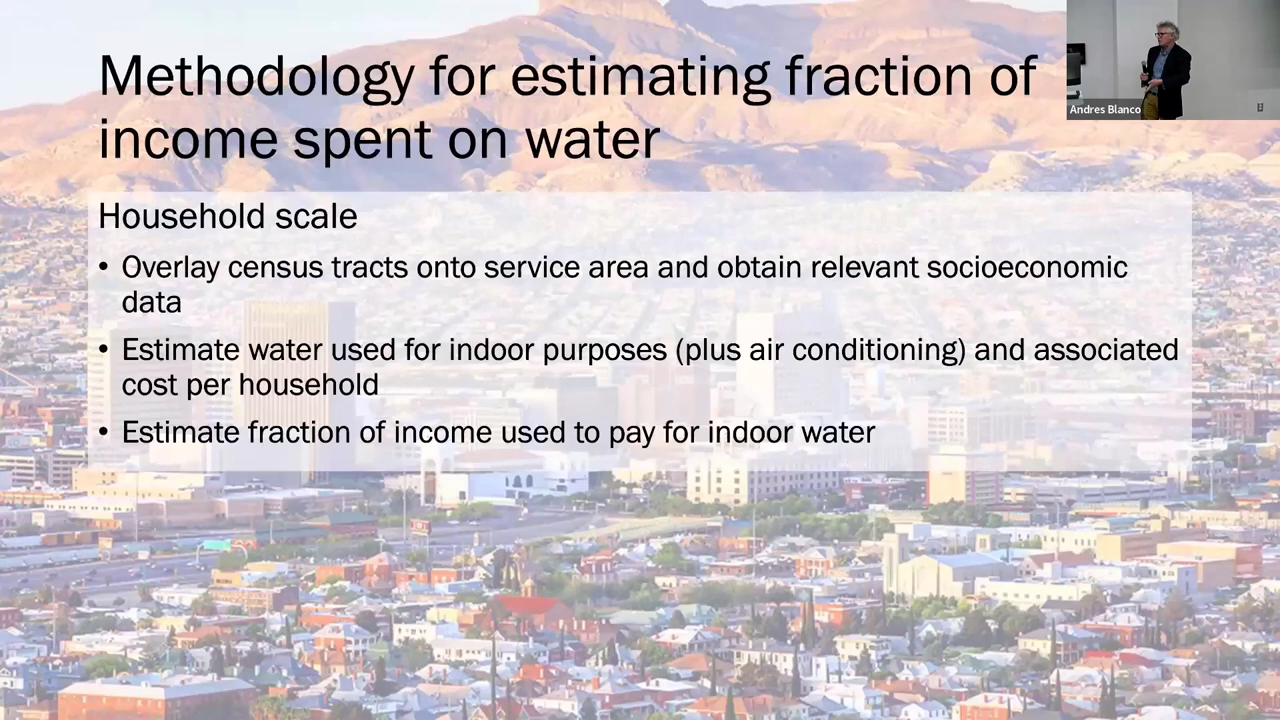 Methodology for estimating fraction of
income spent on water
Andres Blanco
Household scale
• Overlay census tracts onto service area and obtain relevant socioeconomic
data
• Estimate water used for indoor purposes (plus air conditioning) and associated
cost per household
• Estimate fraction of income used to pay for indoor water